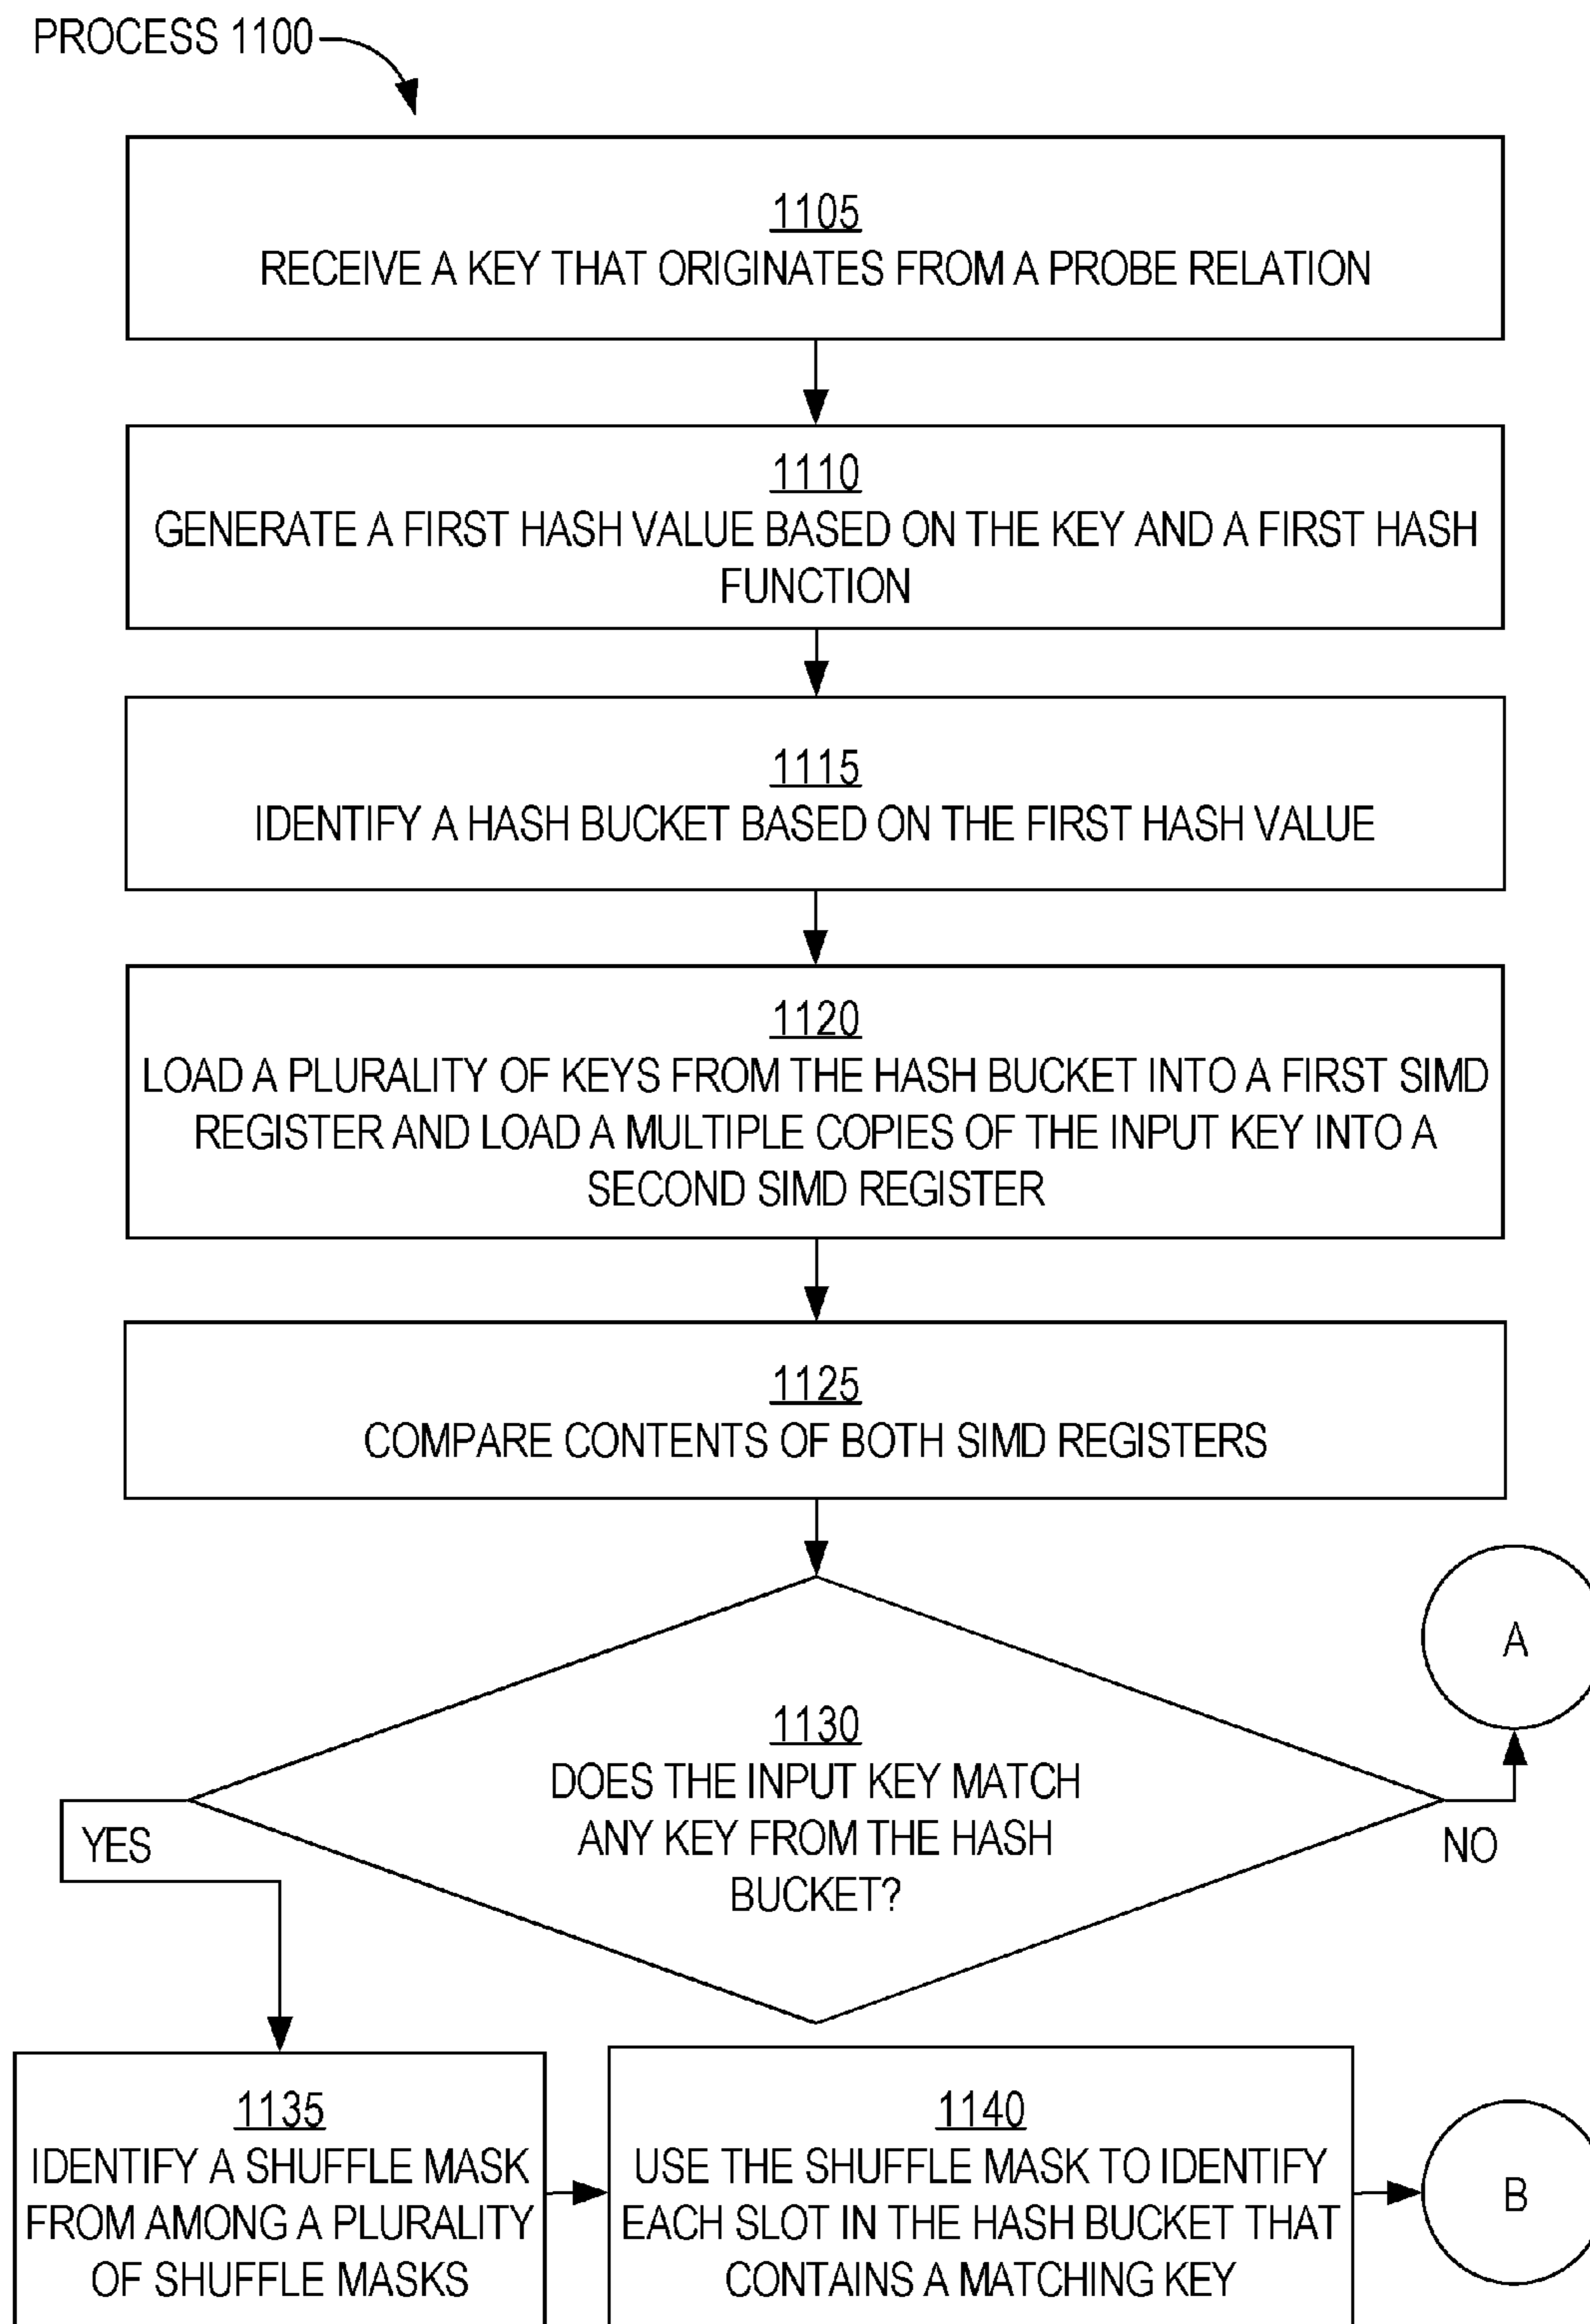 PROCESS 1100
1105
RECEIVE A KEY THAT ORIGINATES FROM A PROBE RELATION
1110
GENERATE A FIRST HASH VALUE BASED ON THE KEY AND A FIRST HASH
FUNCTION
1115
IDENTIFY A HASH BUCKET BASED ON THE FIRST HASH VALUE
1120
LOAD A PLURALITY OF KEYS FROM THE HASH BUCKET INTO A FIRST SIMD
REGISTER AND LOAD A MULTIPLE COPIES OF THE INPUT KEY INTO A
SECOND SIMD REGISTER
1125
COMPARE CONTENTS OF BOTH SIMD REGISTERS
A
1130
DOES THE INPUT KEY MATCH
ANY KEY FROM THE HASH
BUCKET?
YES
NO
1135
IDENTIFY A SHUFFLE MASK
FROM AMONG A PLURALITY
OF SHUFFLE MASKS
1140
USE THE SHUFFLE MASK TO IDENTIFY
EACH SLOT IN THE HASH BUCKET THAT
CONTAINS A MATCHING KEY
B